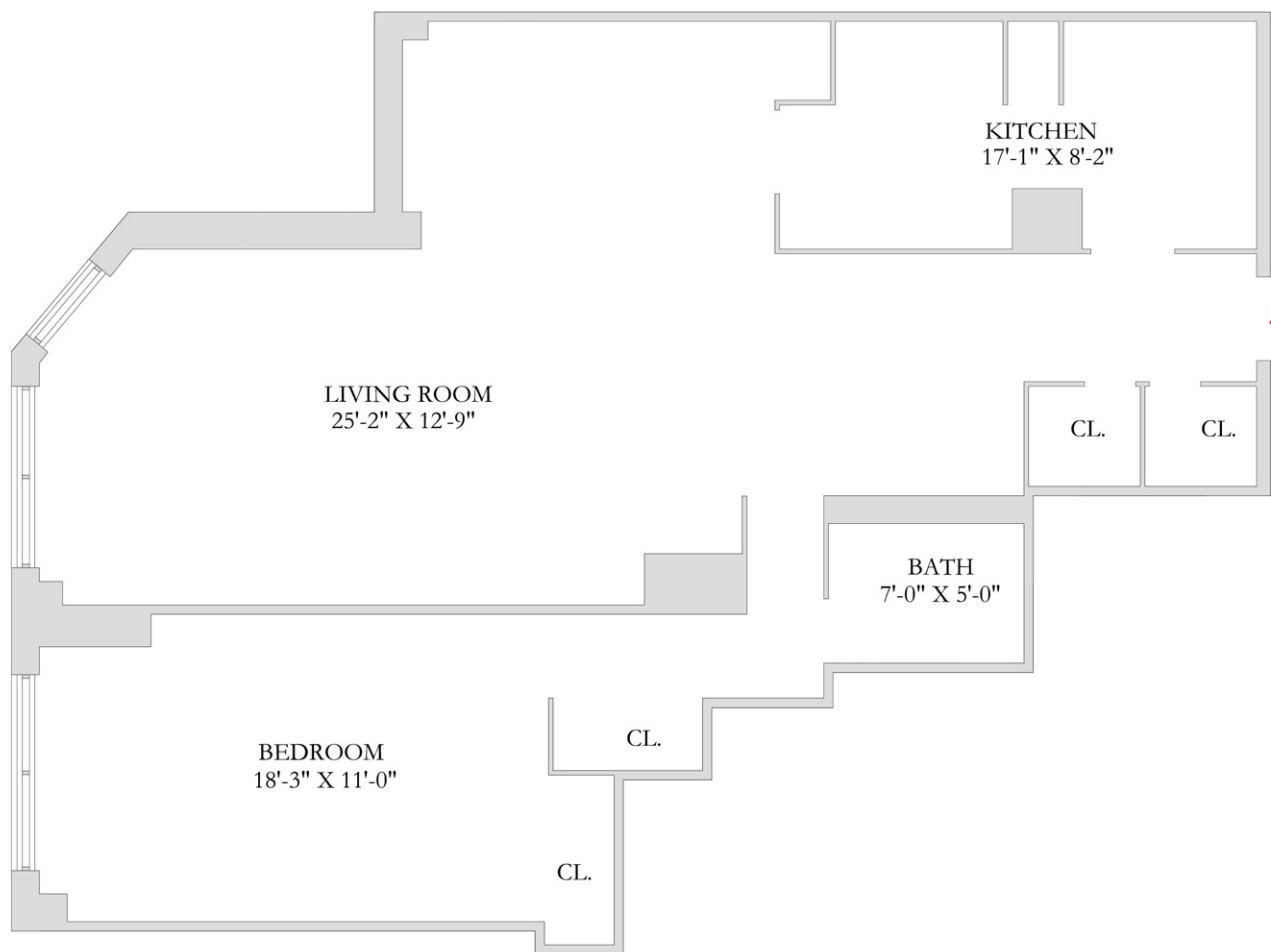 KITCHEN
17'-1" X 8'-2"
LIVING ROOM
25'-2" X 12'-9"
CL.
CL.
BATH
7'-0" X 5'-0"
BEDROOM
18'-3" X 11'-0"
CL.
CL.